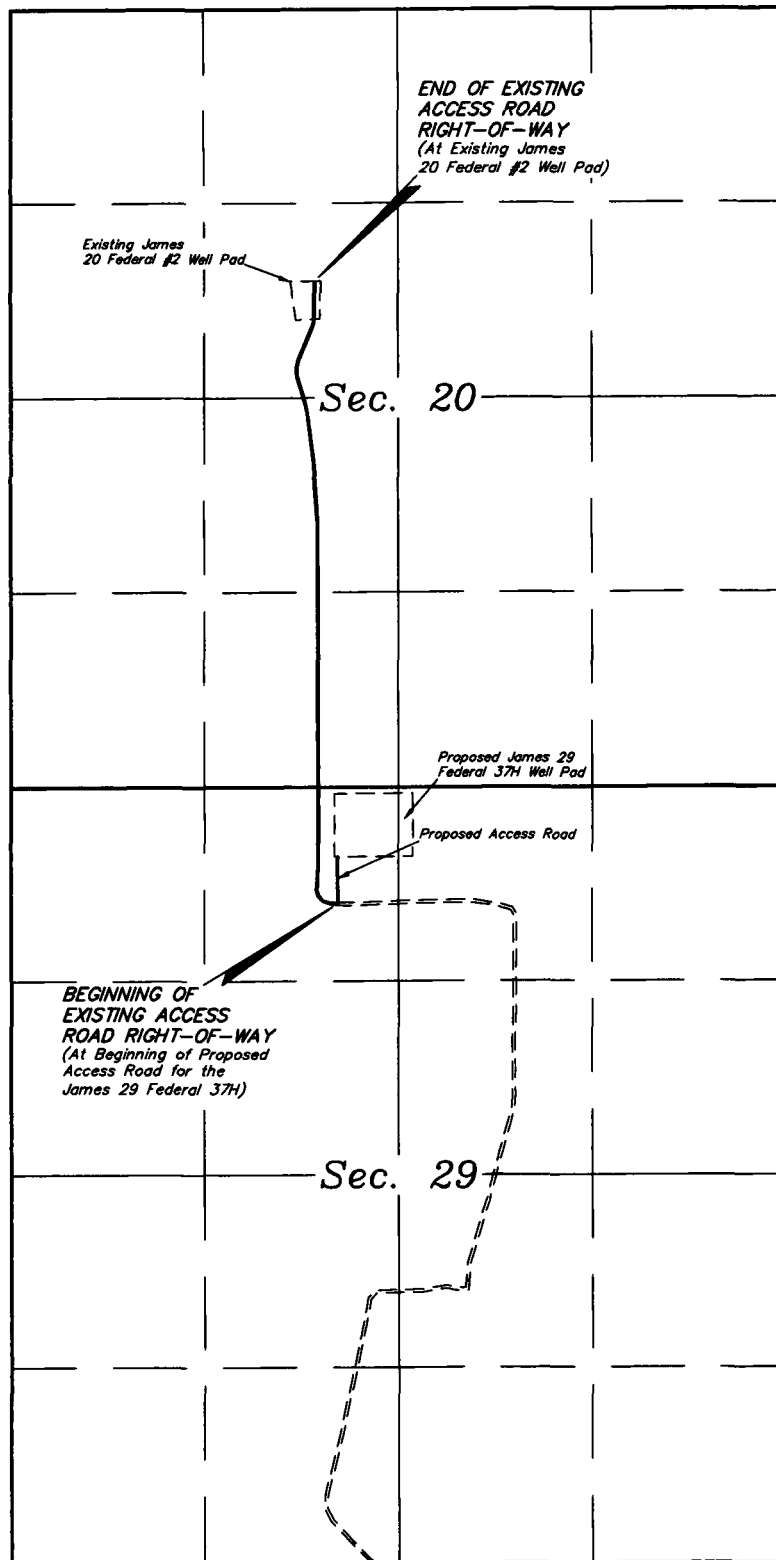 END OF EXISTING
ACCESS ROAD
RIGHT-OF-WAY
(At Existing James
20 Federal #2 Well Pad)
Existing James
20 Federal #2 Well Pad
Sec. 20
Proposed James 29
Federal 37H Well Pad
Proposed Access Road
BEGINNING OF
EXISTING ACCESS
ROAD RIGHT-OF-WAY
(At Beginning of Proposed
Access Road for the
James 29 Federal 37H)
Sec. 29